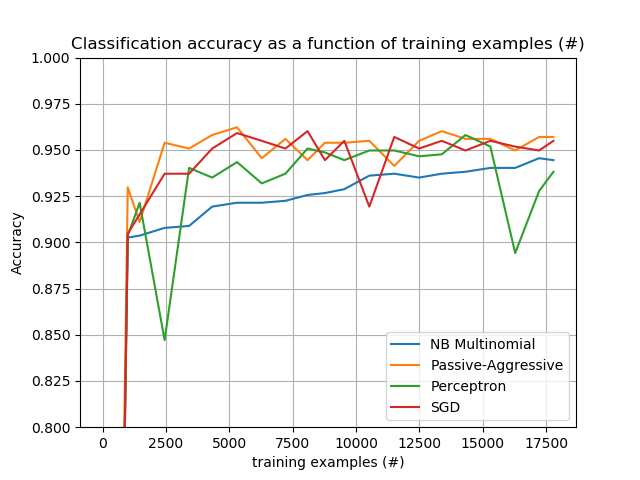 Classification accuracy as a function of training examples (#)
1.000
0.975
0.950
0.925
0.900
0.875
0.850
0.825
0.800
Accuracy
NB Multinomial
Passive-Aggressive
Perceptron
SGD
0 2500 5000 7500 10000 12500 15000 17500
training examples (#)